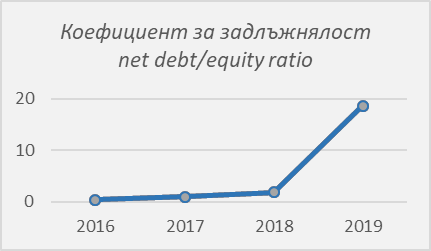 Коефициент за задлъжнялост
net debt/equity ratio
20
10
0
2016 2017 2018 2019